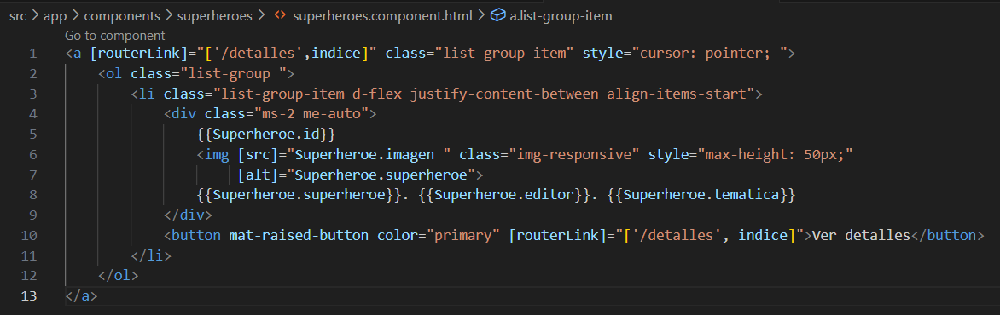 src > app > components > superheroes > <> superheroes.component.html > a.list-group-item
Go to component
1 <a [routerLink]="['/detalles',indice]" class="list-group-item" style="cursor: pointer; ">
2 <ol class="list-group ">
3 <li class="list-group-item d-flex justify-content-between align-items-start">
4 <div class="ms-2 me-auto">
5 {{Superheroe.id}}
6 <img [src]="Superheroe.imagen " class="img-responsive" style="max-height: 50px;"
7 [alt]="Superheroe.superheroe">
8 {{Superheroe.superheroe}}. {{Superheroe.editor}}. {{Superheroe.tematica}}
9 </div>
10 <button mat-raised-button color="primary" [routerLink]="['/detalles', indice]">Ver detalles</button>
11 </li>
12 </ol>
13 </a>